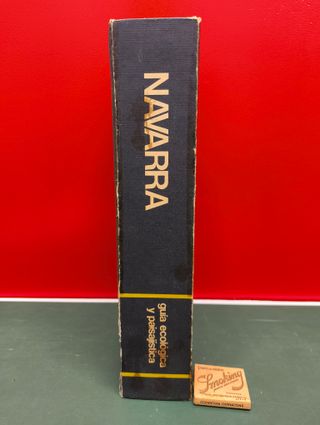 NAVARRA
guía ecológica
y paisajística
Smoking